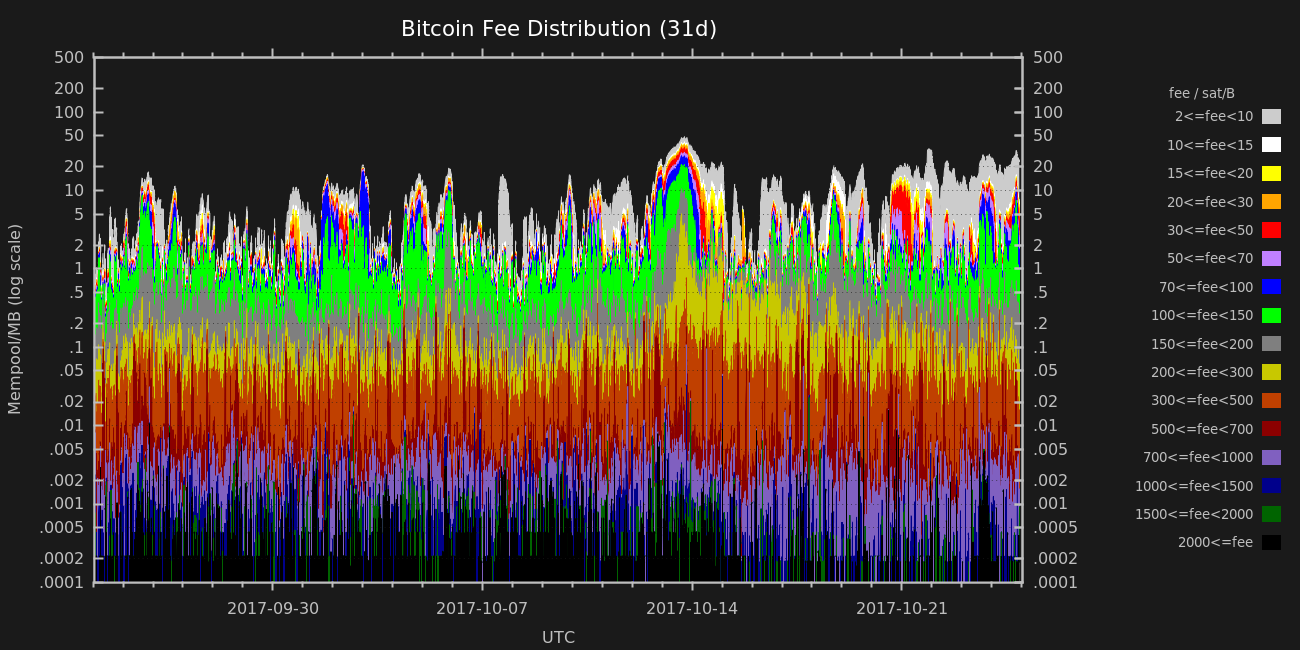 Bitcoin Fee Distribution (31d)
Mempool/MB (log scale)
500
200
100
50
20
10
5
2
1
.5
.2
.1
.05
.02
.01
.005
.002
.001
.0005
.0002
.0001
500
200
100
50
20
10
5
2
1
.5
.2
.1
.05
.02
.01
.005
.002
.001
.0005
.0002
.0001
2017-09-30
2017-10-07
2017-10-14
2017-10-21
UTC
fee / sat/B
2<=fee<10
10<=fee<15
15<=fee<20
20<=fee<30
30<=fee<50
50<=fee<70
70<=fee<100
100<=fee<150
150<=fee<200
200<=fee<300
300<=fee<500
500<=fee<700
700<=fee<1000
1000<=fee<1500
1500<=fee<2000
2000<=fee